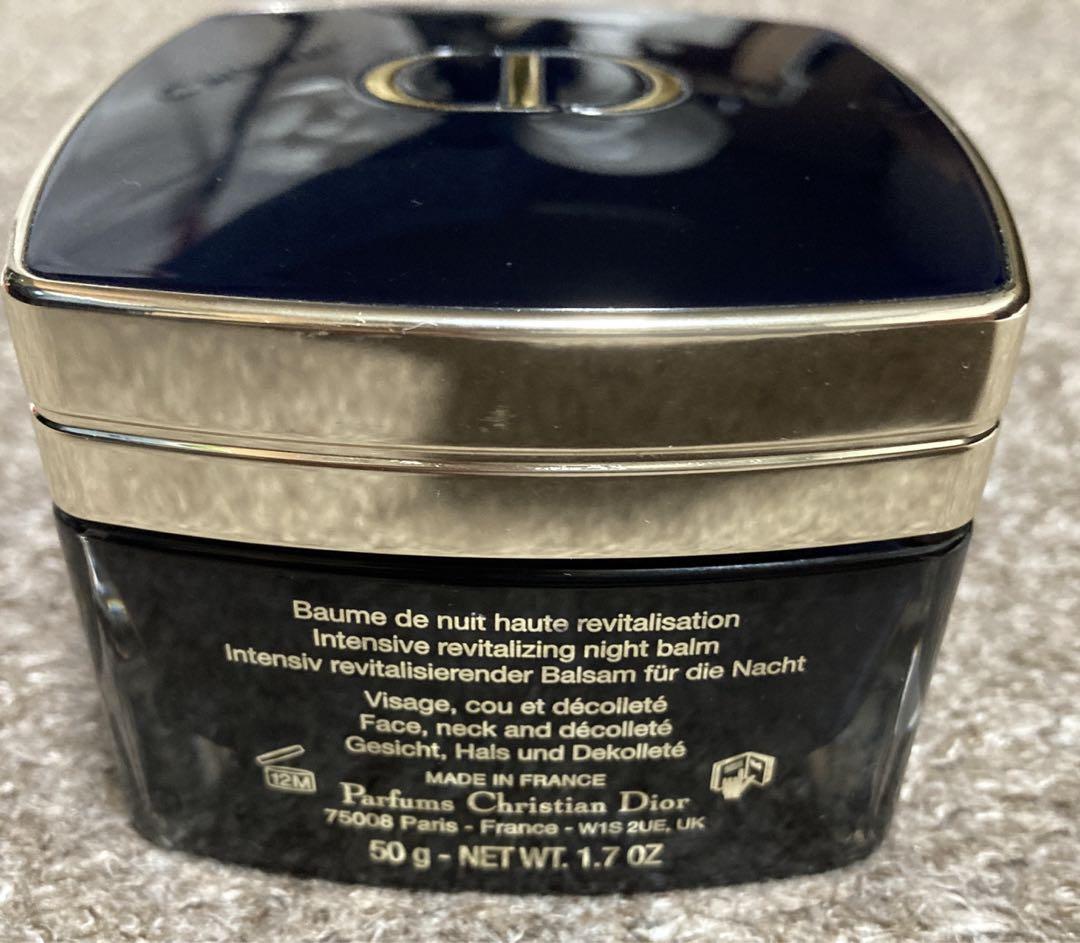 CD
Baume de nuit haute revitalisation
Intensive revitalizing night balm
Intensiv revitalisierender Balsam für die Nacht
Visage, cou et décolleté
Face, neck and décolleté
Gesicht, Hals und Dekolleté
12M
MADE IN FRANCE
Parfums Christian Dior
75008 Paris - France - W1S 2UE, UK
50 g - NET WT. 1.7 OZ